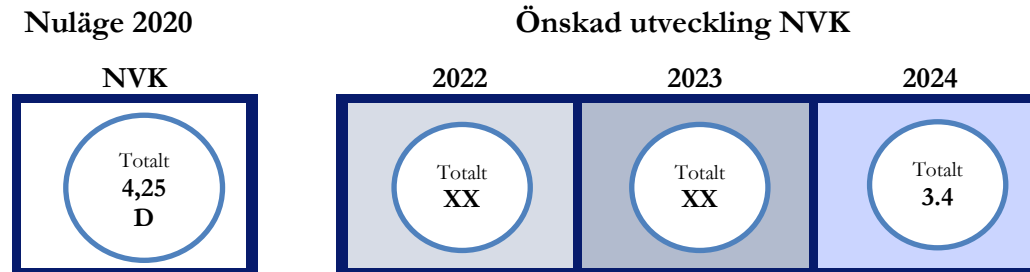 Nuläge 2020
Önskad utveckling NVK
NVK
2022
2023
2024
Totalt
4,25
D
Totalt
XX
Totalt
XX
Totalt
3.4